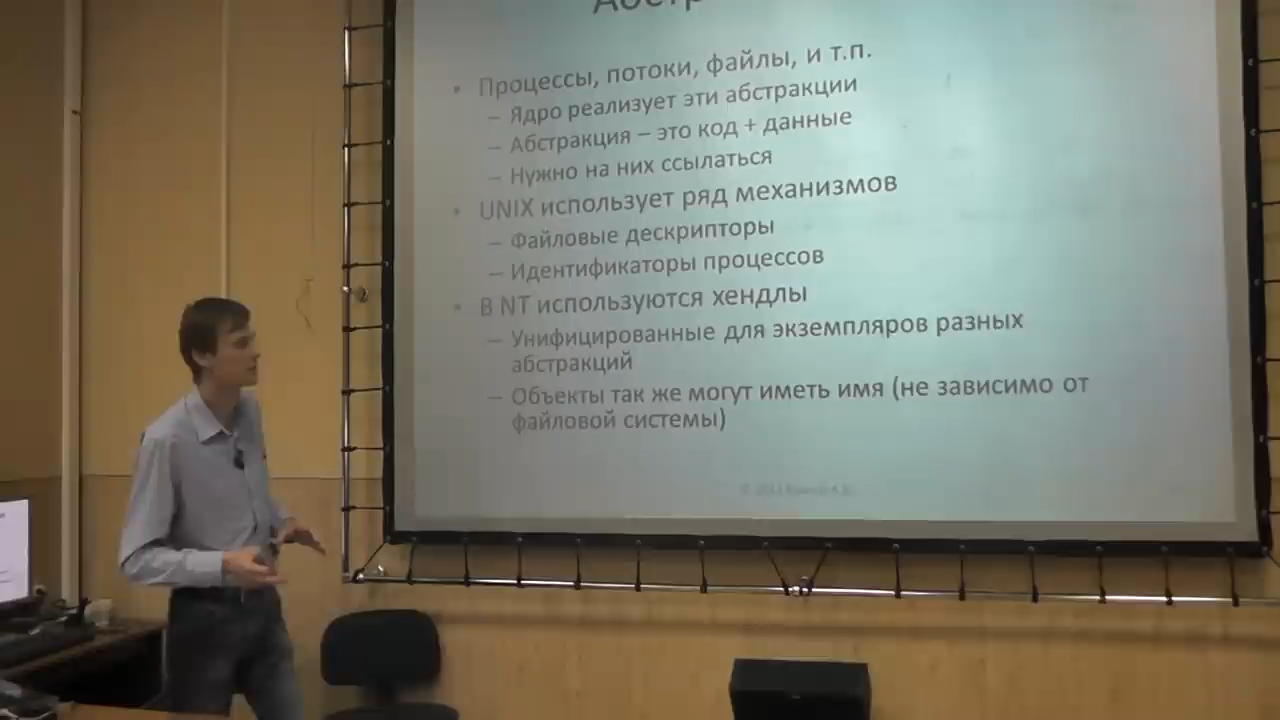 • Процессы, потоки, файлы, и т.п.
– Ядро реализует эти абстракции
– Абстракция – это код + данные
– Нужно на них ссылаться
• UNIX использует ряд механизмов
– Файловые дескрипторы
– Идентификаторы процессов
• В NT используются хендлы
– Унифицированные для экземпляров разных
абстракций
– Объекты так же могут иметь имя (не зависимо от
файловой системы)